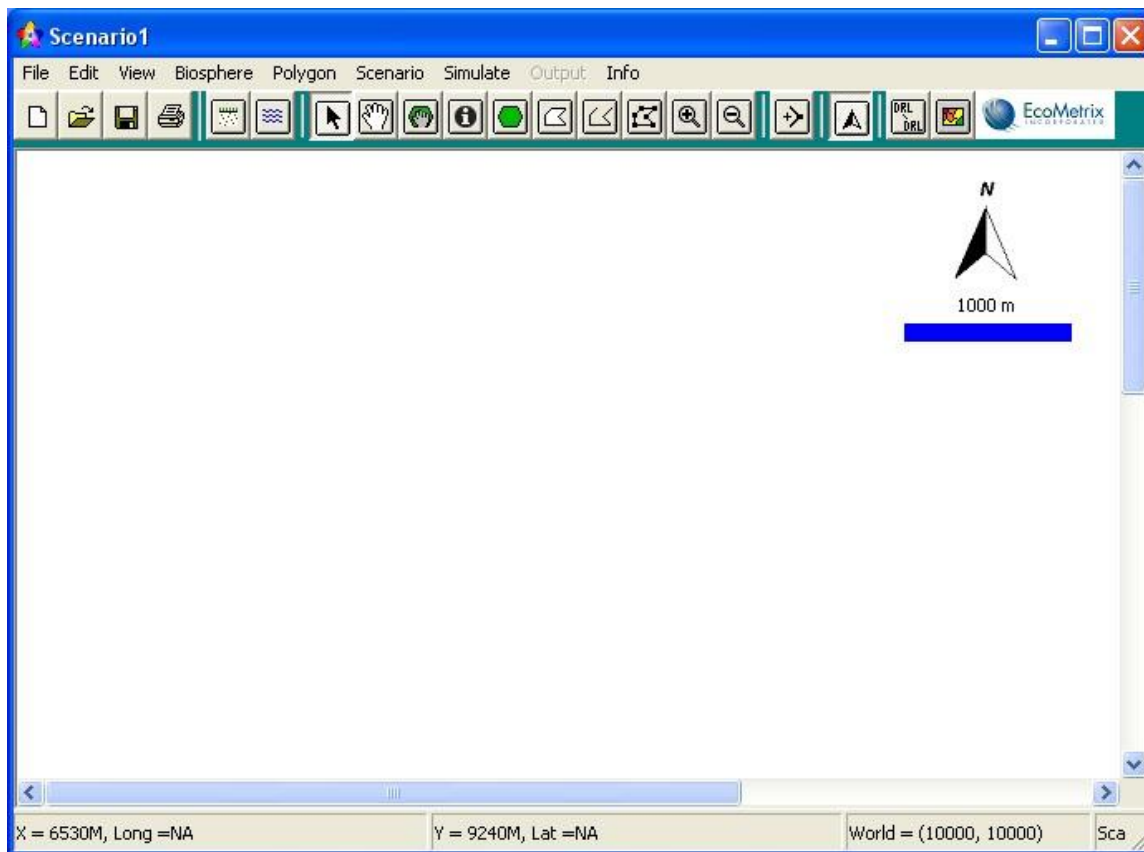 Scenario1
File Edit View Biosphere Polygon Scenario Simulate Output Info
DRL
DRL
EcoMetrix
INCORPORATED
N
1000 m
X = 6530M, Long =NA
Y = 9240M, Lat =NA
World = (10000, 10000)
Sca